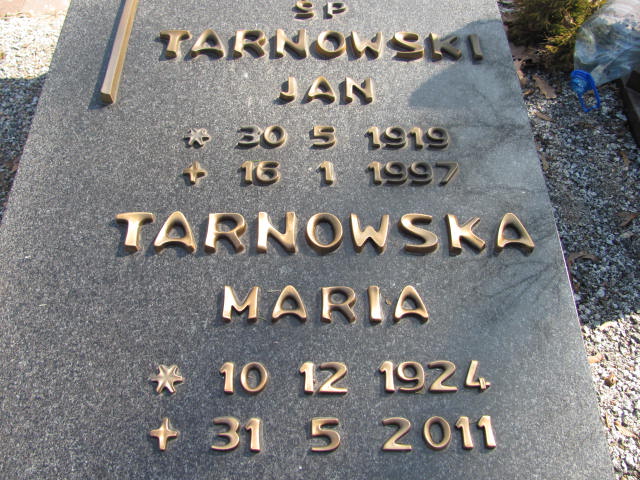 ŚP
TARNOWSKI
JAN
* 30 5 1919
+ 16 1 1997
TARNOWSKA
MARIA
* 10 12 1924
+ 31 5 2011